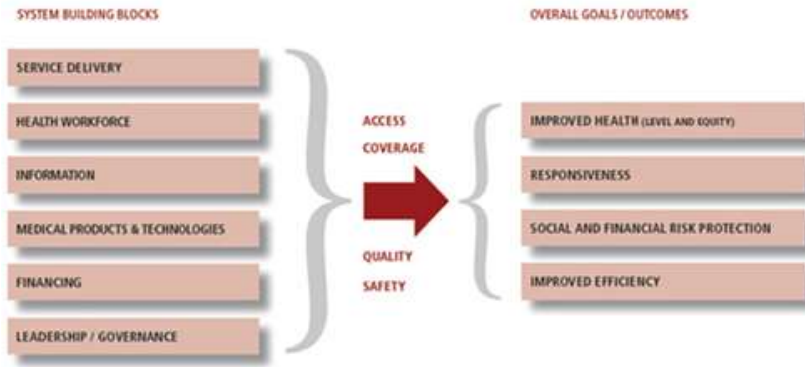 SYSTEM BUILDING BLOCKS
SERVICE DELIVERY
HEALTH WORKFORCE
INFORMATION
MEDICAL PRODUCTS & TECHNOLOGIES
FINANCING
LEADERSHIP / GOVERNANCE
ACCESS
COVERAGE
QUALITY
SAFETY
OVERALL GOALS / OUTCOMES
IMPROVED HEALTH (LEVEL AND EQUITY)
RESPONSIVENESS
SOCIAL AND FINANCIAL RISK PROTECTION
IMPROVED EFFICIENCY